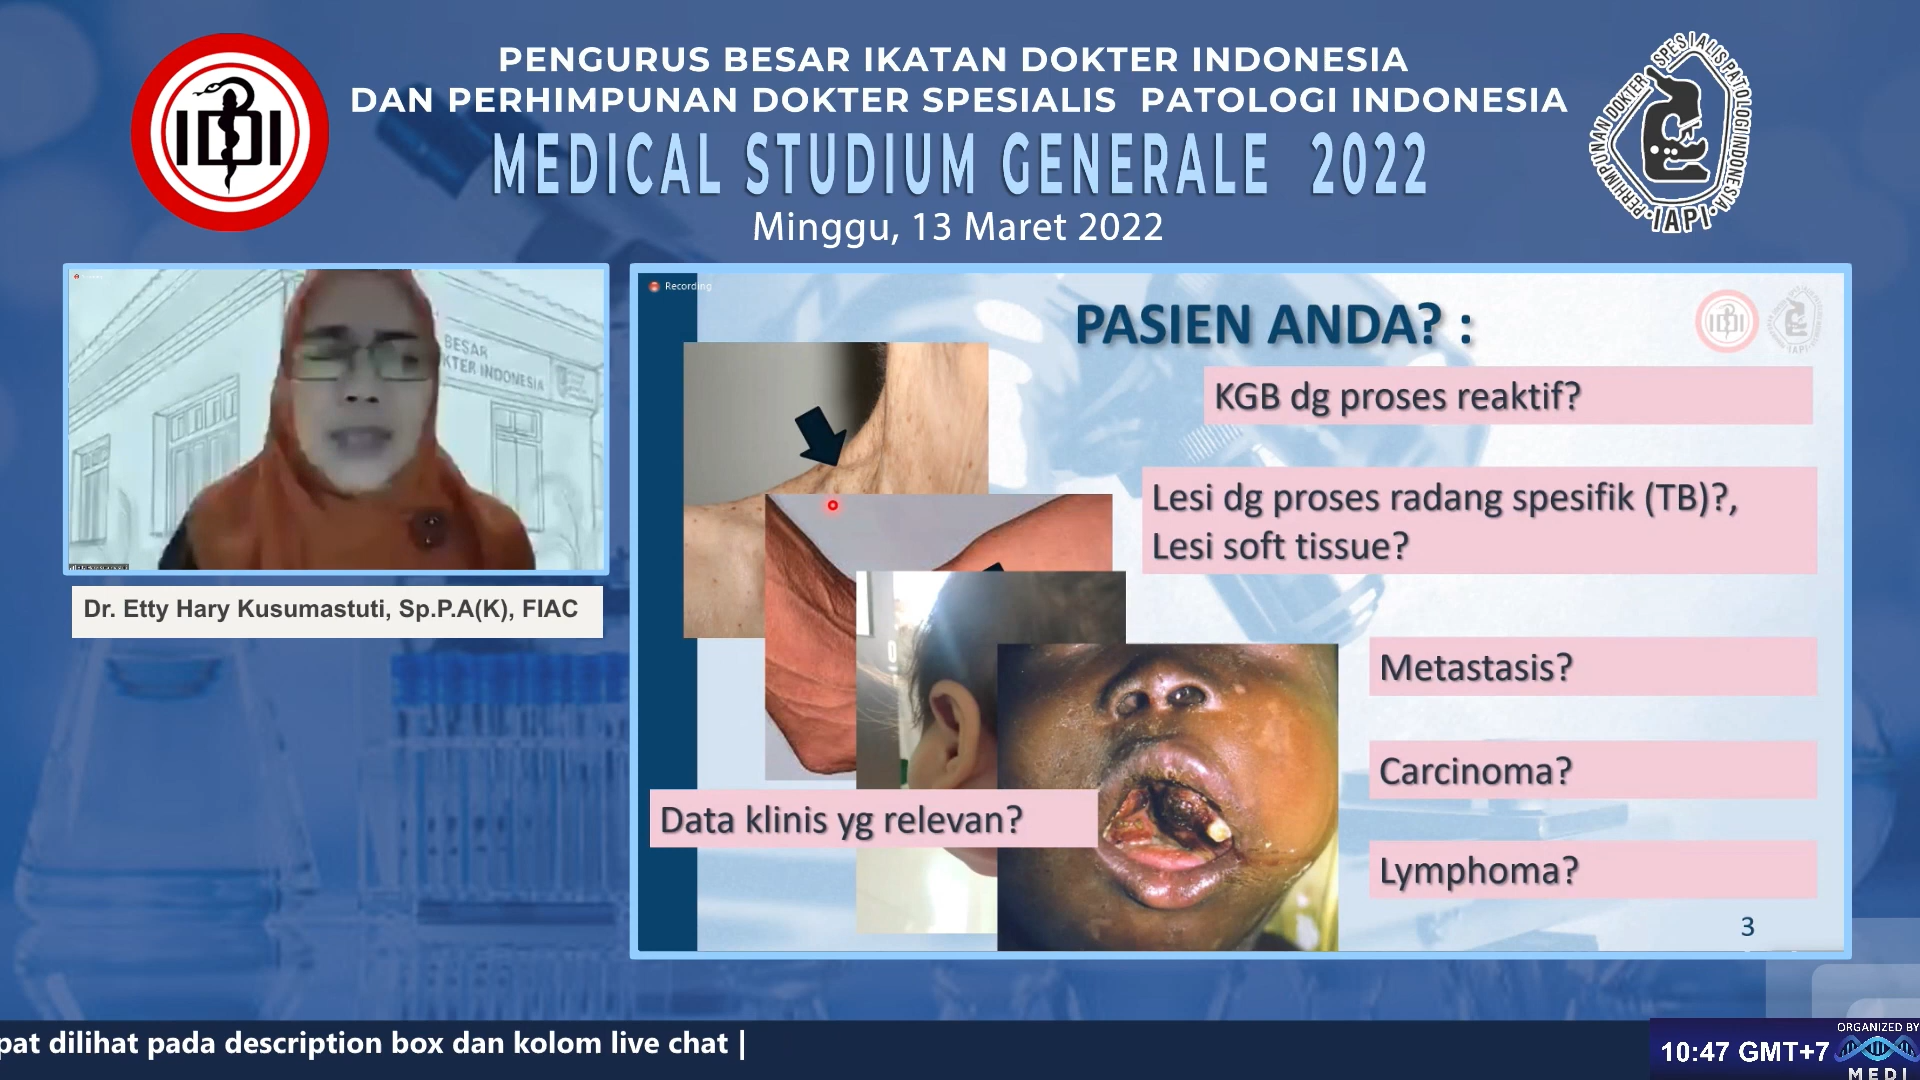 PENGURUS BESAR IKATAN DOKTER INDONESIA
DAN PERHIMPUNAN DOKTER SPESIALIS PATOLOGI INDONESIA
MEDICAL STUDIUM GENERALE 2022
Minggu, 13 Maret 2022
IDI
PERHIMPUNAN DOKTER SPESIALIS PATOLOGI INDONESIA
•IAPI•
BESAR
KTER INDONESIA
Dr. Etty Hary Kusumastuti, Sp.P.A(K), FIAC
Recording
PASIEN ANDA? :
KGB dg proses reaktif?
Lesi dg proses radang spesifik (TB)?,
Lesi soft tissue?
Metastasis?
Carcinoma?
Data klinis yg relevan?
Lymphoma?
3
pat dilihat pada description box dan kolom live chat |
10:47 GMT+7
ORGANIZED BY
MEDI